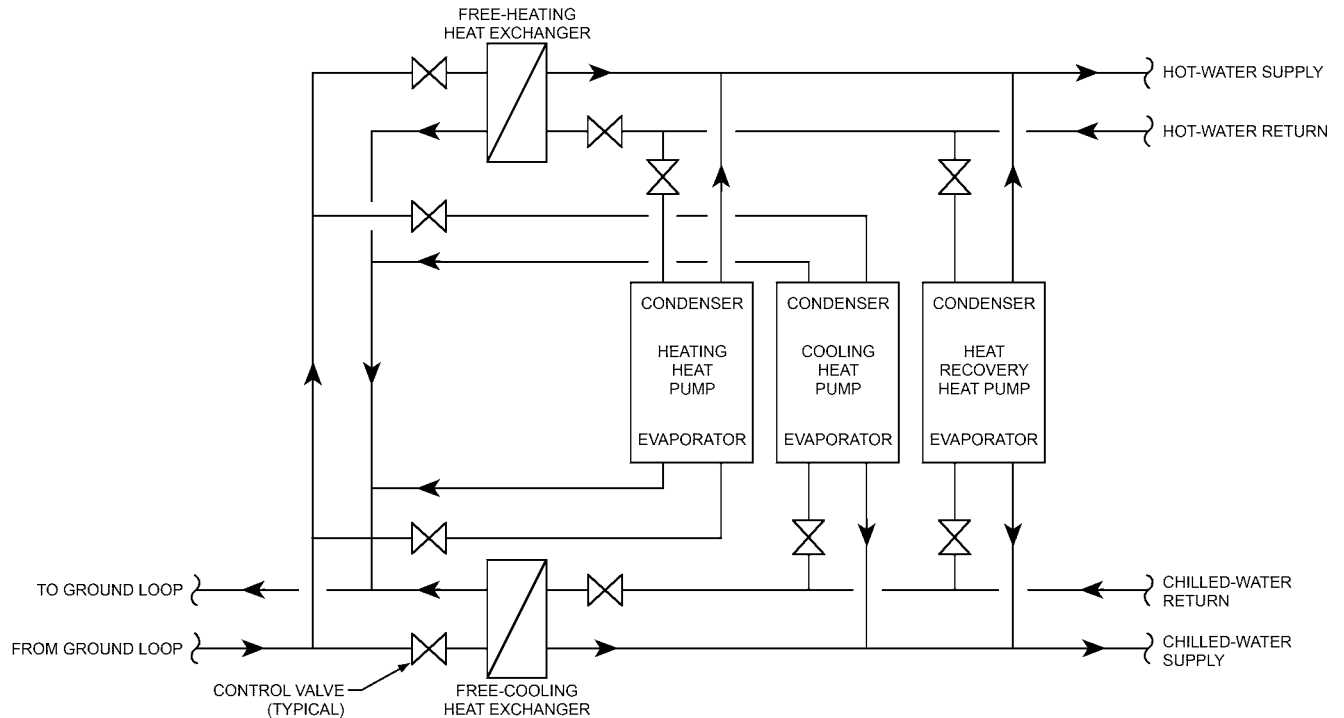 FREE-HEATING
HEAT EXCHANGER
HOT-WATER SUPPLY
HOT-WATER RETURN
CONDENSER
HEATING
HEAT
PUMP
EVAPORATOR
CONDENSER
COOLING
HEAT
PUMP
EVAPORATOR
CONDENSER
HEAT
RECOVERY
HEAT PUMP
EVAPORATOR
TO GROUND LOOP
FROM GROUND LOOP
CHILLED-WATER
RETURN
CHILLED-WATER
SUPPLY
CONTROL VALVE
(TYPICAL)
FREE-COOLING
HEAT EXCHANGER